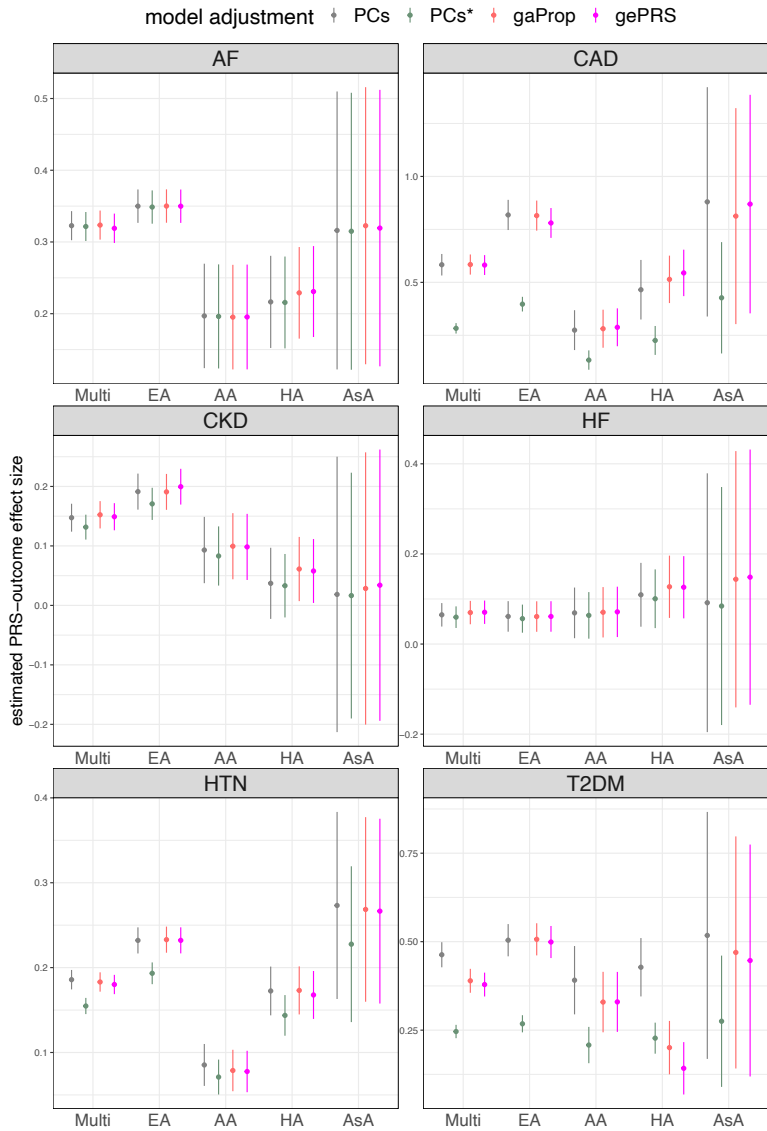 model adjustment PCs PCs* gaProp gePRS
AF CAD
0.5
0.4
0.3
0.2
1.0
0.5
Multi EA AA HA AsA Multi EA AA HA AsA
CKD HF
0.2
0.1
0.0
−0.1
−0.2
0.4
0.2
0.0
−0.2
estimated PRS−outcome effect size
Multi EA AA HA AsA Multi EA AA HA AsA
HTN T2DM
0.4
0.3
0.2
0.1
0.75
0.50
0.25
Multi EA AA HA AsA Multi EA AA HA AsA